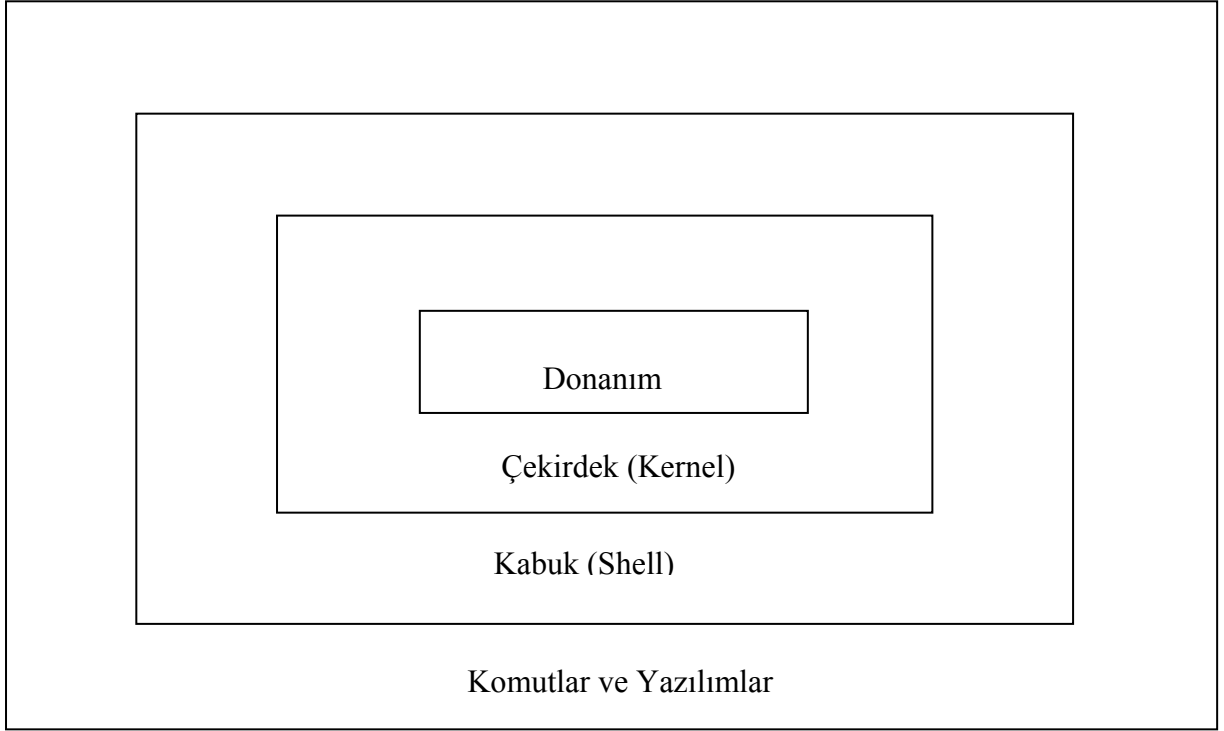 Donanım
Çekirdek (Kernel)
Kabuk (Shell)
Komutlar ve Yazılımlar